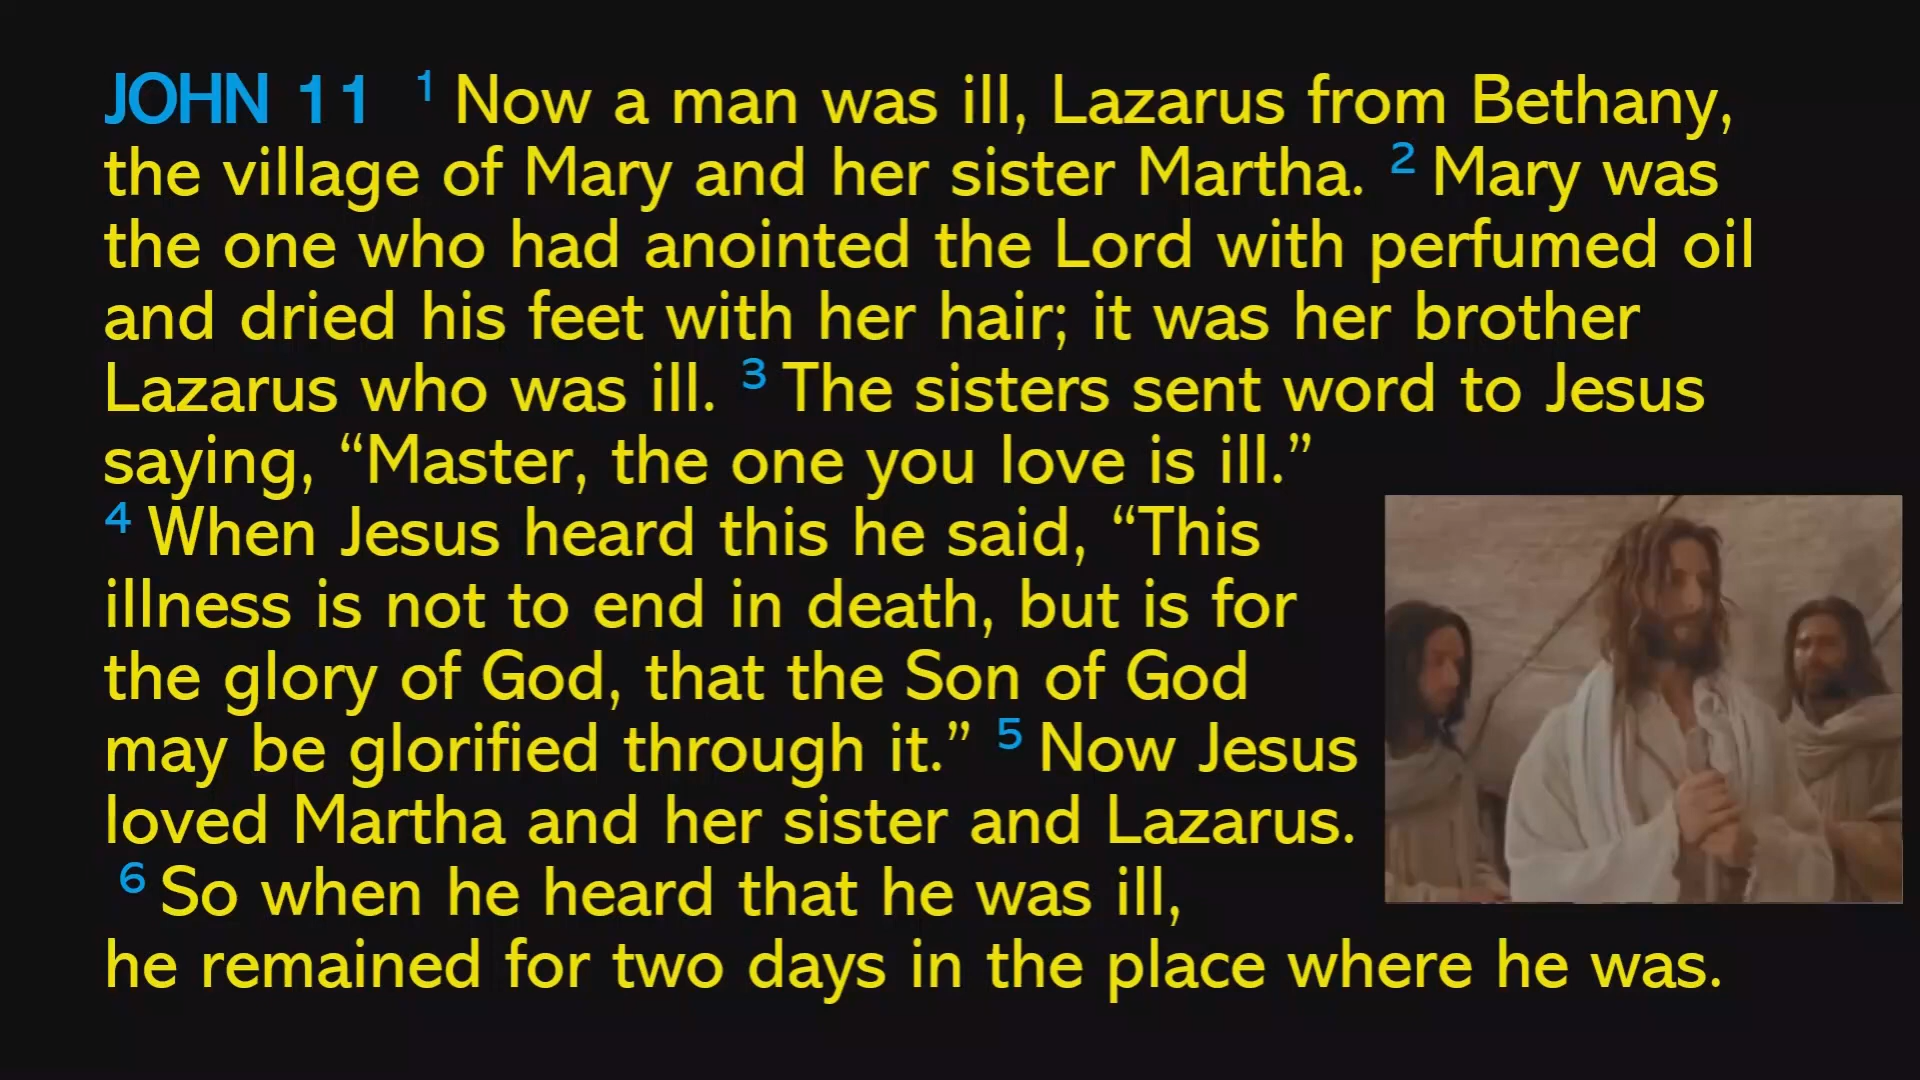 JOHN 11 1 Now a man was ill, Lazarus from Bethany,
the village of Mary and her sister Martha. 2 Mary was
the one who had anointed the Lord with perfumed oil
and dried his feet with her hair; it was her brother
Lazarus who was ill. 3 The sisters sent word to Jesus
saying, “Master, the one you love is ill.”
4 When Jesus heard this he said, “This
illness is not to end in death, but is for
the glory of God, that the Son of God
may be glorified through it.” 5 Now Jesus
loved Martha and her sister and Lazarus.
6 So when he heard that he was ill,
he remained for two days in the place where he was.